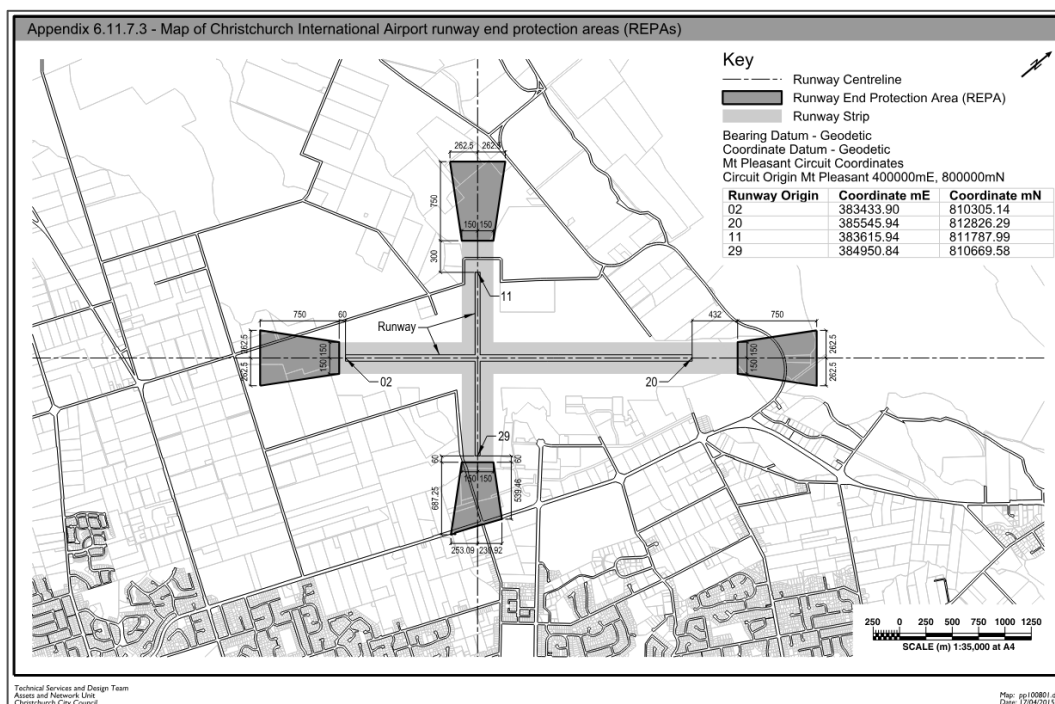 Appendix 6.11.7.3 - Map of Christchurch International Airport runway end protection areas (REPAs)
Key
Runway Centreline
Runway End Protection Area (REPA)
Runway Strip
Bearing Datum - Geodetic
Coordinate Datum - Geodetic
Mt Pleasant Circuit Coordinates
Circuit Origin Mt Pleasant 400000mE, 800000mN
Runway Origin Coordinate mE Coordinate mN
02 383433.90 810305.14
20 385545.94 812826.29
11 383615.94 811787.99
29 384950.84 810669.58
262.5 262.5
750
150 150
300
11
Runway
750 60
262.5
262.5
150 150
02
432 750
262.5
262.5
150 150
20
29
60 60
150 150
687.25
539.46
253.09
250 0 250 500 750 1000 1250
SCALE (m) 1:35,000 at A4
Technical Services and Design Team
Assets and Network Unit
Christchurch City Council
Map: pp100801.d
Date: 17/04/2015